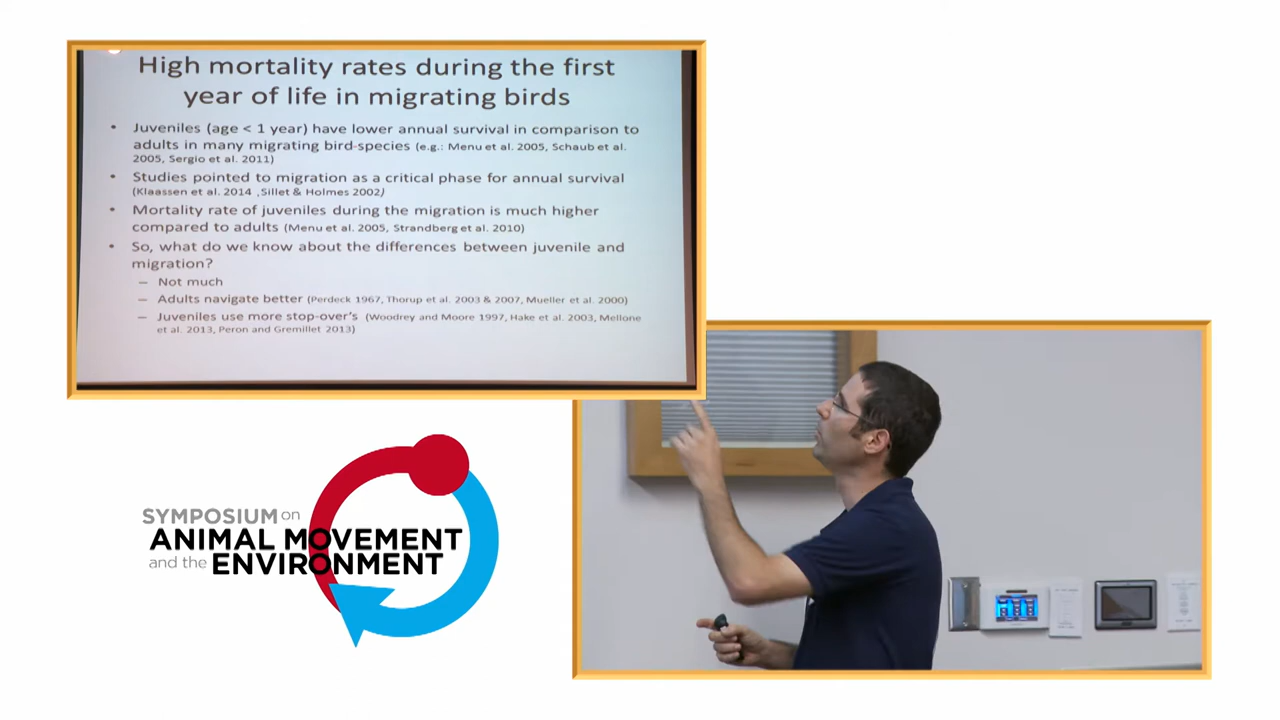 High mortality rates during the first
year of life in migrating birds
• Juveniles (age < 1 year) have lower annual survival in comparison to
adults in many migrating bird-species (e.g.: Menu et al. 2005, Schaub et al.
2005, Sergio et al. 2011)
• Studies pointed to migration as a critical phase for annual survival
(Klaassen et al. 2014 ,Sillet & Holmes 2002)
• Mortality rate of juveniles during the migration is much higher
compared to adults (Menu et al. 2005, Strandberg et al. 2010)
• So, what do we know about the differences between juvenile and
migration?
– Not much
– Adults navigate better (Perdeck 1967, Thorup et al. 2003 & 2007, Mueller et al. 2000)
– Juveniles use more stop-over's (Woodrey and Moore 1997, Hake et al. 2003, Mellone
et al. 2013, Peron and Gremillet 2013)
SYMPOSIUM on
ANIMAL MOVEMENT
and the ENVIRONMENT